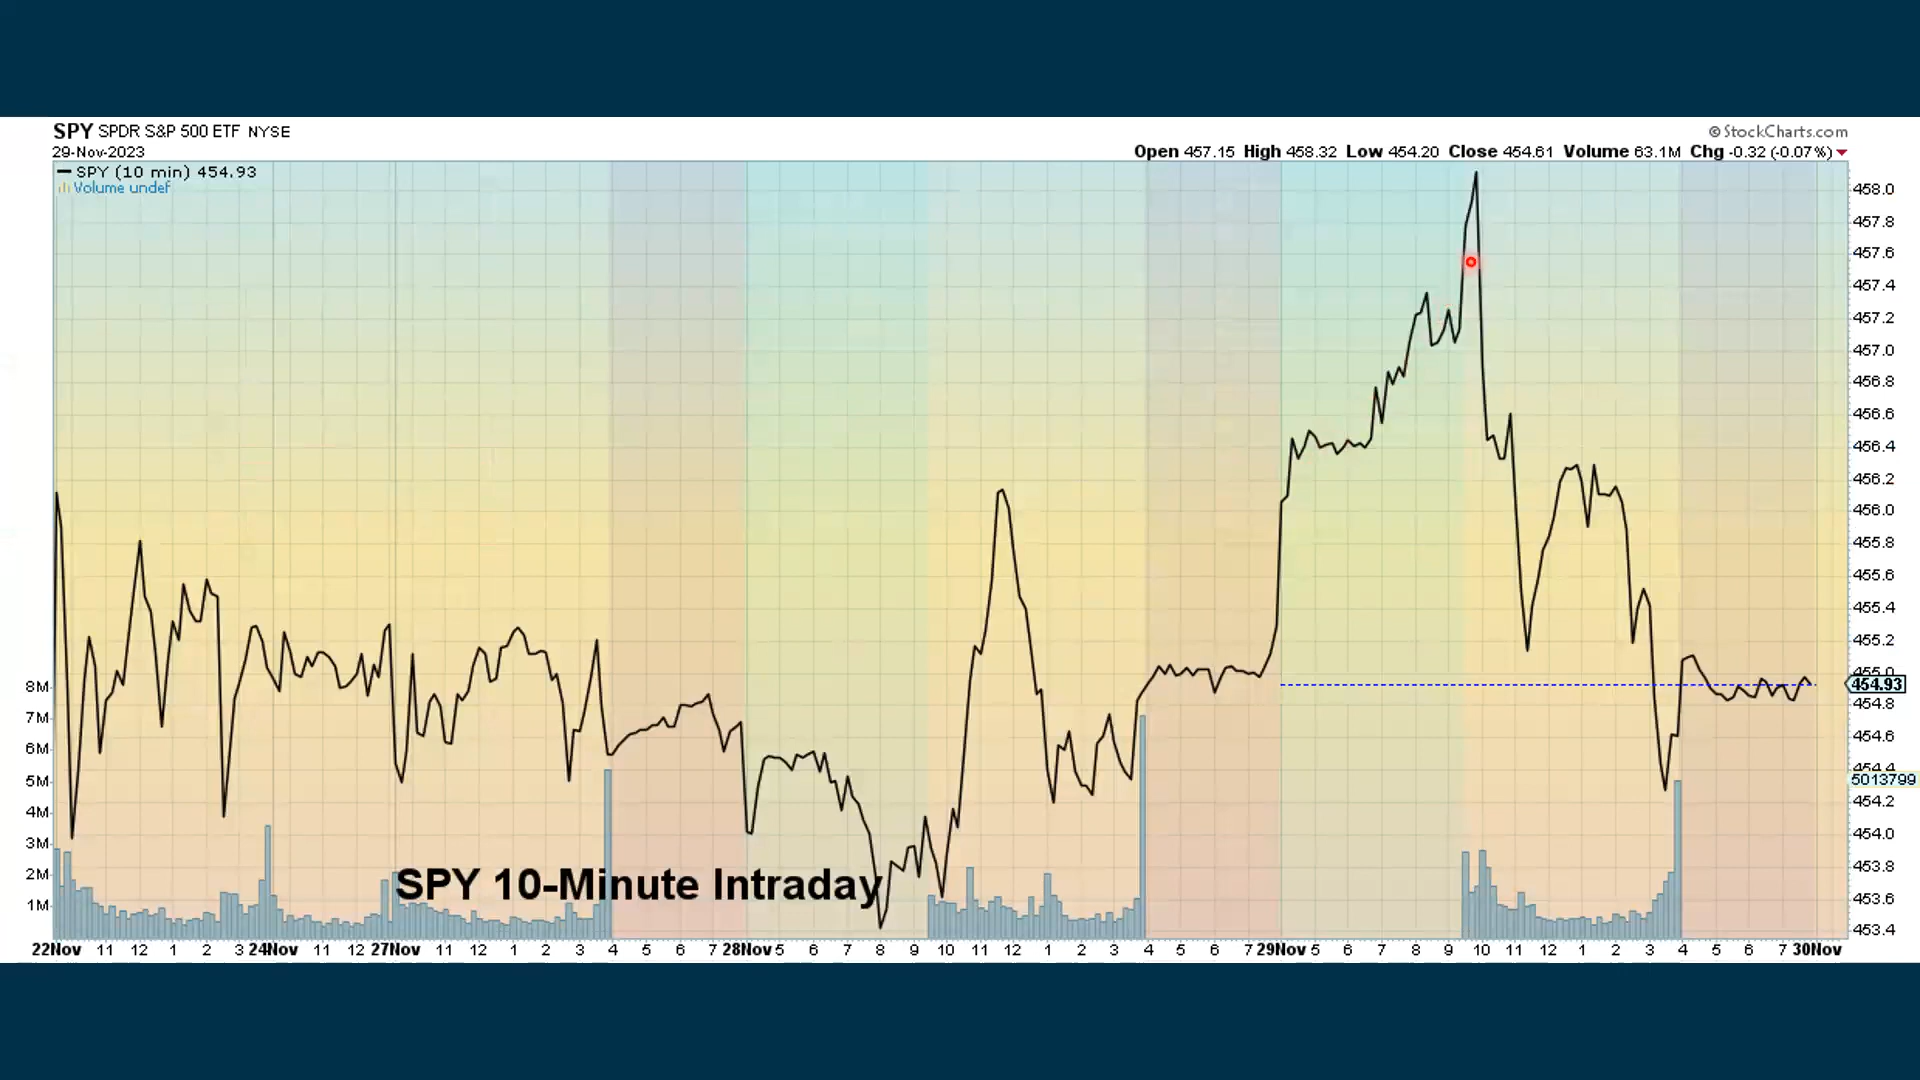 SPY SPDR S&P 500 ETF NYSE
© StockCharts.com
29-Nov-2023
Open 457.15 High 458.32 Low 454.20 Close 454.61 Volume 63.1M Chg -0.32 (-0.07%)
SPY (10 min) 454.93
Volume undef
458.0
457.8
457.6
457.4
457.2
457.0
456.8
456.6
456.4
456.2
456.0
455.8
455.6
455.4
455.2
455.0
454.93
454.8
454.6
454.4
5013799
454.2
454.0
453.8
453.6
453.4
8M
7M
6M
5M
4M
3M
2M
1M
SPY 10-Minute Intraday
22Nov 11 12 1 2 3 24Nov 11 12 27Nov 11 12 1 2 3 4 5 6 7 28Nov 5 6 7 8 9 10 11 12 1 2 3 4 5 6 7 29Nov 5 6 7 8 9 10 11 12 1 2 3 4 5 6 7 30Nov